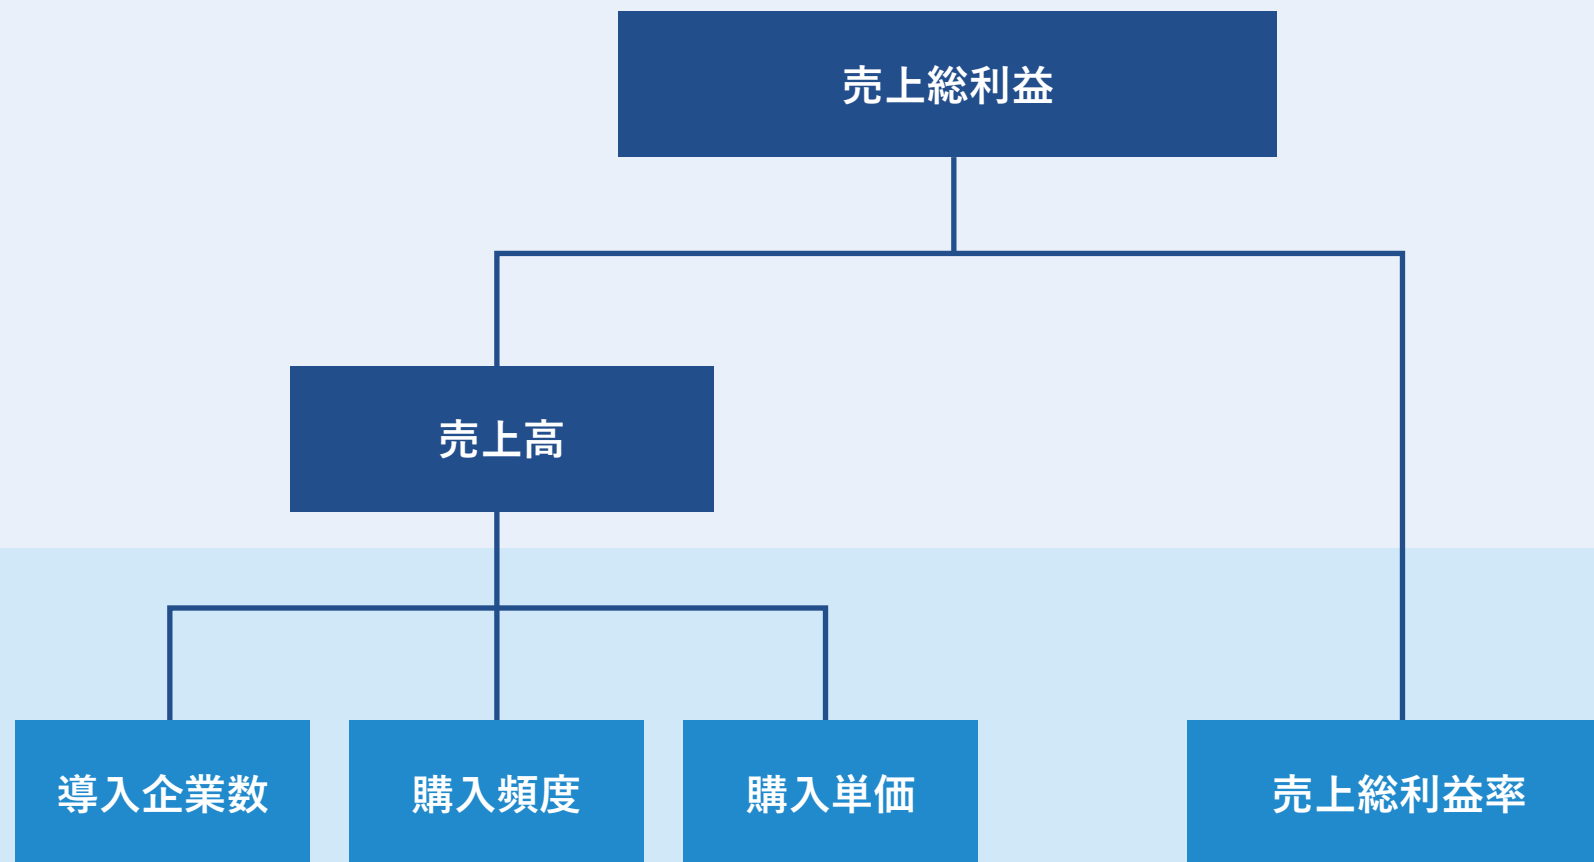 売上総利益
売上高
導入企業数
購入頻度
購入単価
売上総利益率